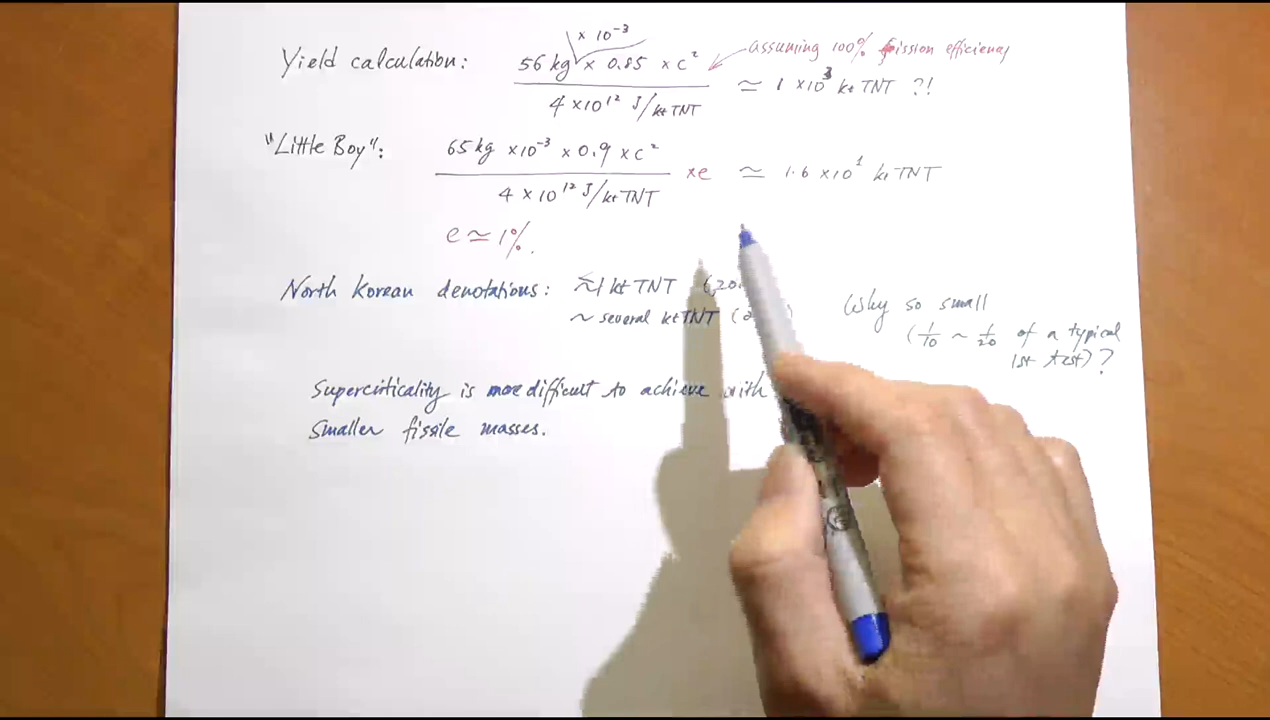 × 10⁻³
Yield calculation: 56 kg × 0.85 × c² assuming 100% fission efficiency
4 × 10¹² J/kt TNT ≃ 1 × 10³ kt TNT ?!
"Little Boy": 65 kg × 10⁻³ × 0.9 × c²
4 × 10¹² J/kt TNT × e ≃ 1.6 × 10¹ kt TNT
e ≃ 1%.
North Korean denotations: ≲1 kt TNT
~ several kt TNT
Why so small
(1/10 ~ 1/20 of a typical
1st test)?
Supercirticality is more difficult to achieve with
smaller fissile masses.